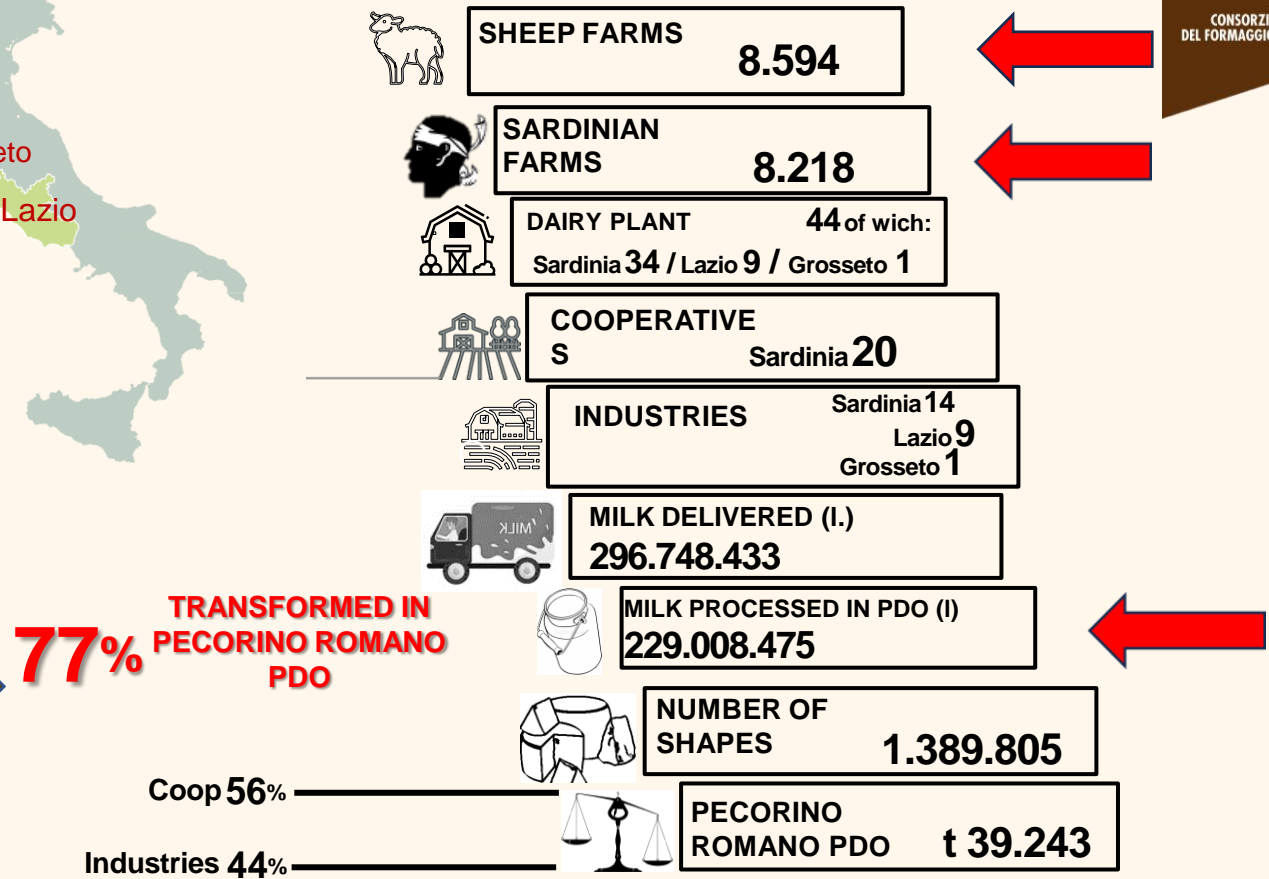 CONSORZI
DEL FORMAGGIO
SHEEP FARMS
8.594
eto
Lazio
SARDINIAN
FARMS
8.218
DAIRY PLANT 44 of wich:
Sardinia 34 / Lazio 9 / Grosseto 1
COOPERATIVE
S Sardinia 20
INDUSTRIES
Sardinia 14
Lazio 9
Grosseto 1
MILK
MILK DELIVERED (l.)
296.748.433
77%
TRANSFORMED IN
PECORINO ROMANO
PDO
MILK PROCESSED IN PDO (l)
229.008.475
NUMBER OF
SHAPES 1.389.805
Coop 56%
Industries 44%
PECORINO
ROMANO PDO t 39.243